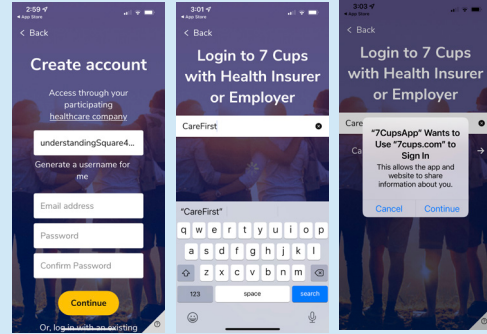 2:59
App Store
Back
Create account
Access through your
participating
healthcare company
understandingSquare4...
Generate a username for
me
Email address
Password
Confirm Password
Continue
Or, log in with an existing
3:01
App Store
Back
Login to 7 Cups
with Health Insurer
or Employer
CareFirst
"CareFirst"
q w e r t y u i o p
a s d f g h j k l
z x c v b n m
123 space search
3:03
App Store
Back
Login to 7 Cups
with Health Insurer
or Employer
Care
Ca
"7CupsApp" Wants to
Use "7cups.com" to
Sign In
This allows the app and
website to share
information about you.
Cancel Continue